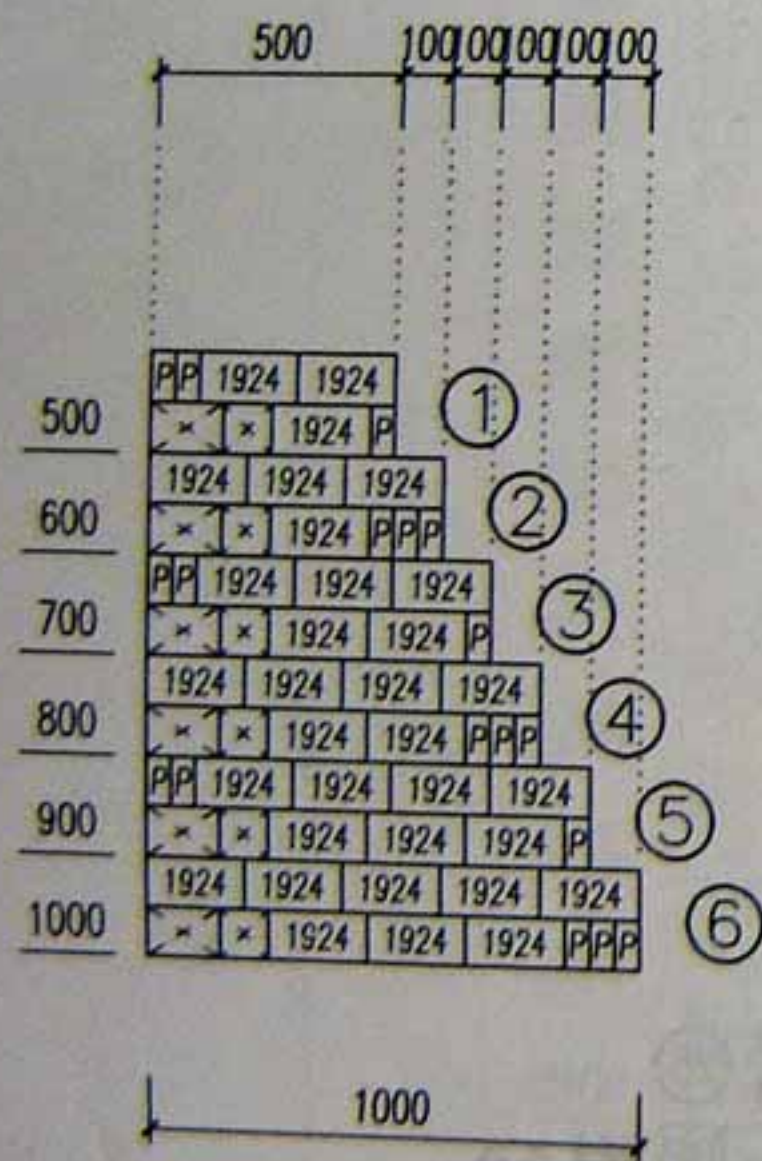 500 100 100 100 100 100
P P 1924 1924
500
× × 1924 P
①
1924 1924 1924
600
× × 1924 P P P
②
P P 1924 1924 1924
700
× × 1924 1924 P
③
1924 1924 1924 1924
800
× × 1924 1924 P P P
④
P P 1924 1924 1924 1924
900
× × 1924 1924 1924 P
⑤
1924 1924 1924 1924 1924
1000
× × 1924 1924 1924 P P P
⑥
1000